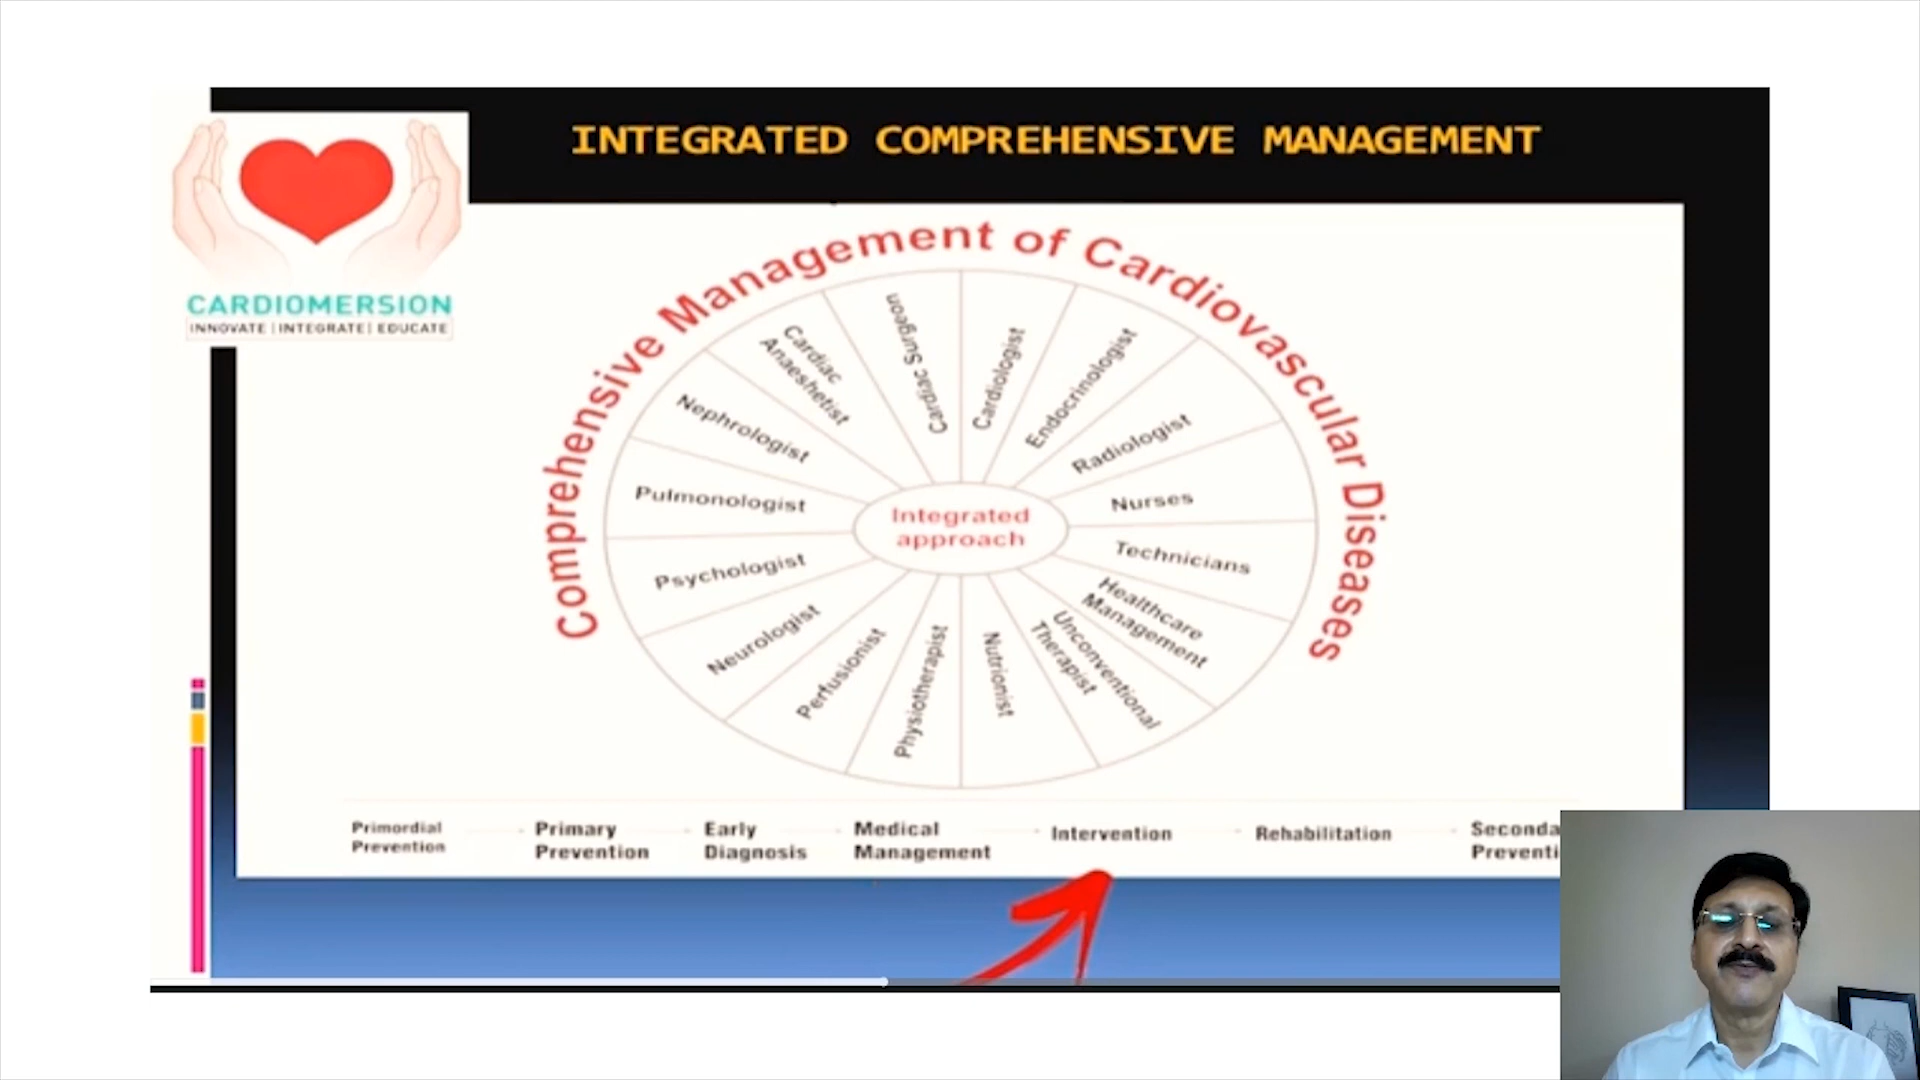 INTEGRATED COMPREHENSIVE MANAGEMENT
CARDIOMERSION
INNOVATE | INTEGRATE | EDUCATE
Comprehensive Management of Cardiovascular Diseases
Cardiologist
Endocrinologist
Radiologist
Nurses
Technicians
Healthcare
Management
Unconventional
Therapist
Nutrionist
Physiotherapist
Perfusionist
Neurologist
Psychologist
Pulmonologist
Nephrologist
Cardiac
Anaeshetist
Cardiac Surgeon
Integrated
approach
Primordial
Prevention
Primary
Prevention
Early
Diagnosis
Medical
Management
Intervention
Rehabilitation
Seconda
Preventi